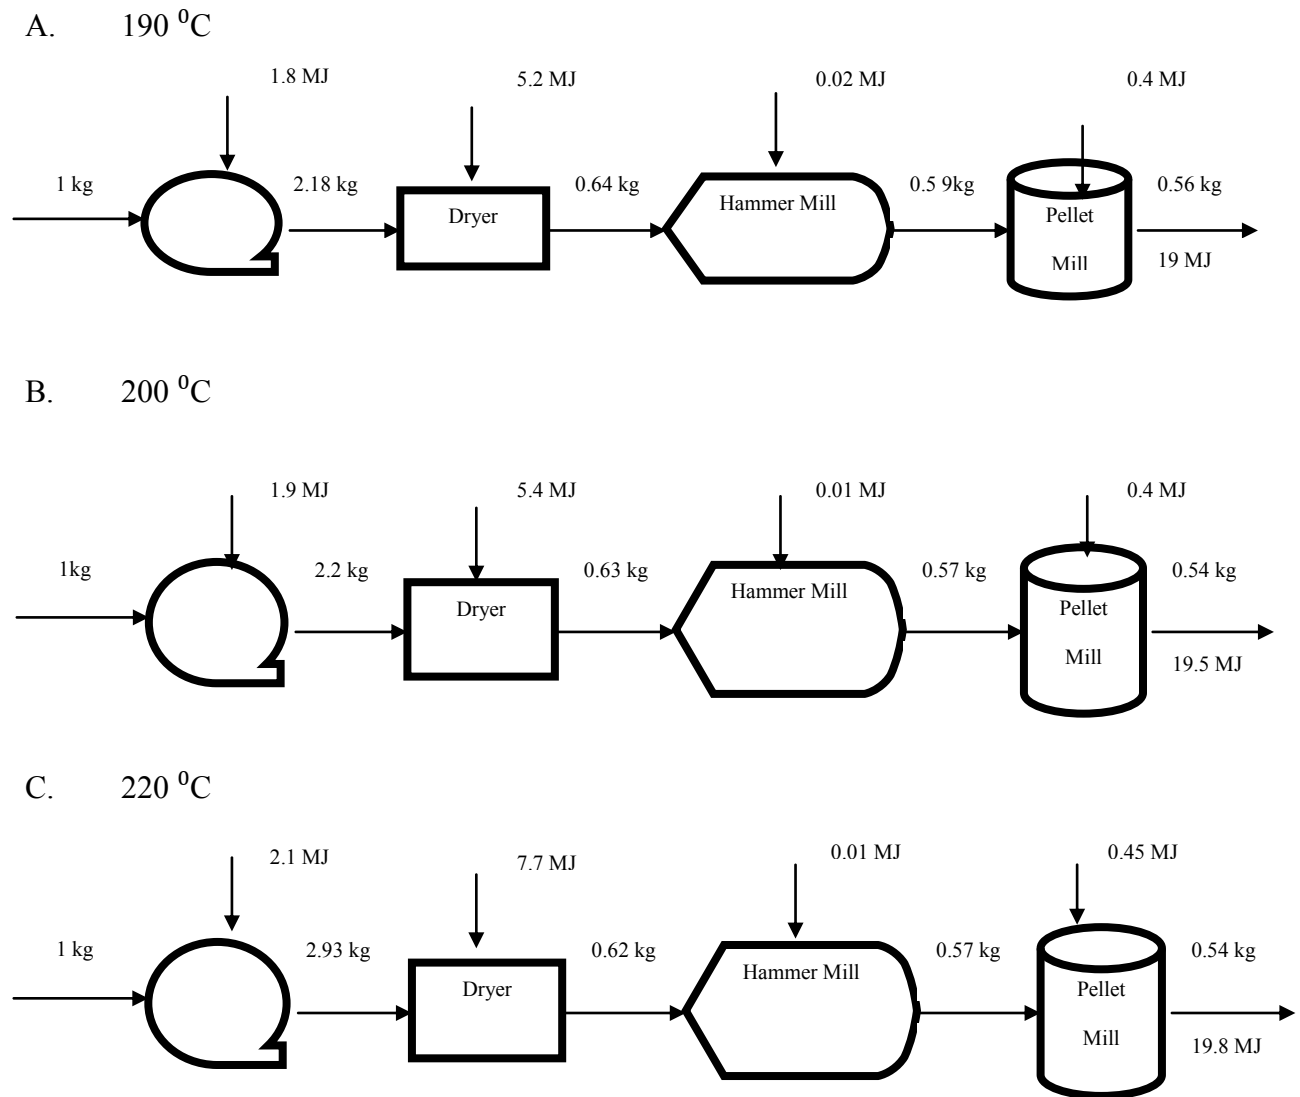 A. 190 ⁰C
1.8 MJ 5.2 MJ 0.02 MJ 0.4 MJ
1 kg 2.18 kg 0.64 kg 0.5 9kg 0.56 kg
Dryer Hammer Mill Pellet
Mill 19 MJ
B. 200 ⁰C
1.9 MJ 5.4 MJ 0.01 MJ 0.4 MJ
1kg 2.2 kg 0.63 kg 0.57 kg 0.54 kg
Dryer Hammer Mill Pellet
Mill 19.5 MJ
C. 220 ⁰C
2.1 MJ 7.7 MJ 0.01 MJ 0.45 MJ
1 kg 2.93 kg 0.62 kg 0.57 kg 0.54 kg
Dryer Hammer Mill Pellet
Mill 19.8 MJ